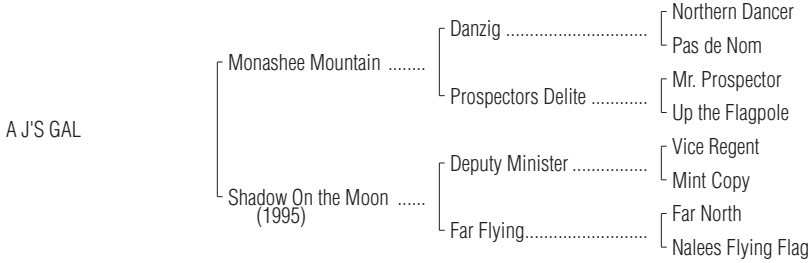 Northern Dancer
Danzig ..............................
Pas de Nom
Monashee Mountain ........
Mr. Prospector
Prospectors Delite ............
Up the Flagpole
A J'S GAL
Vice Regent
Deputy Minister ................
Mint Copy
Shadow On the Moon ......
(1995)
Far North
Far Flying..........................
Nalees Flying Flag